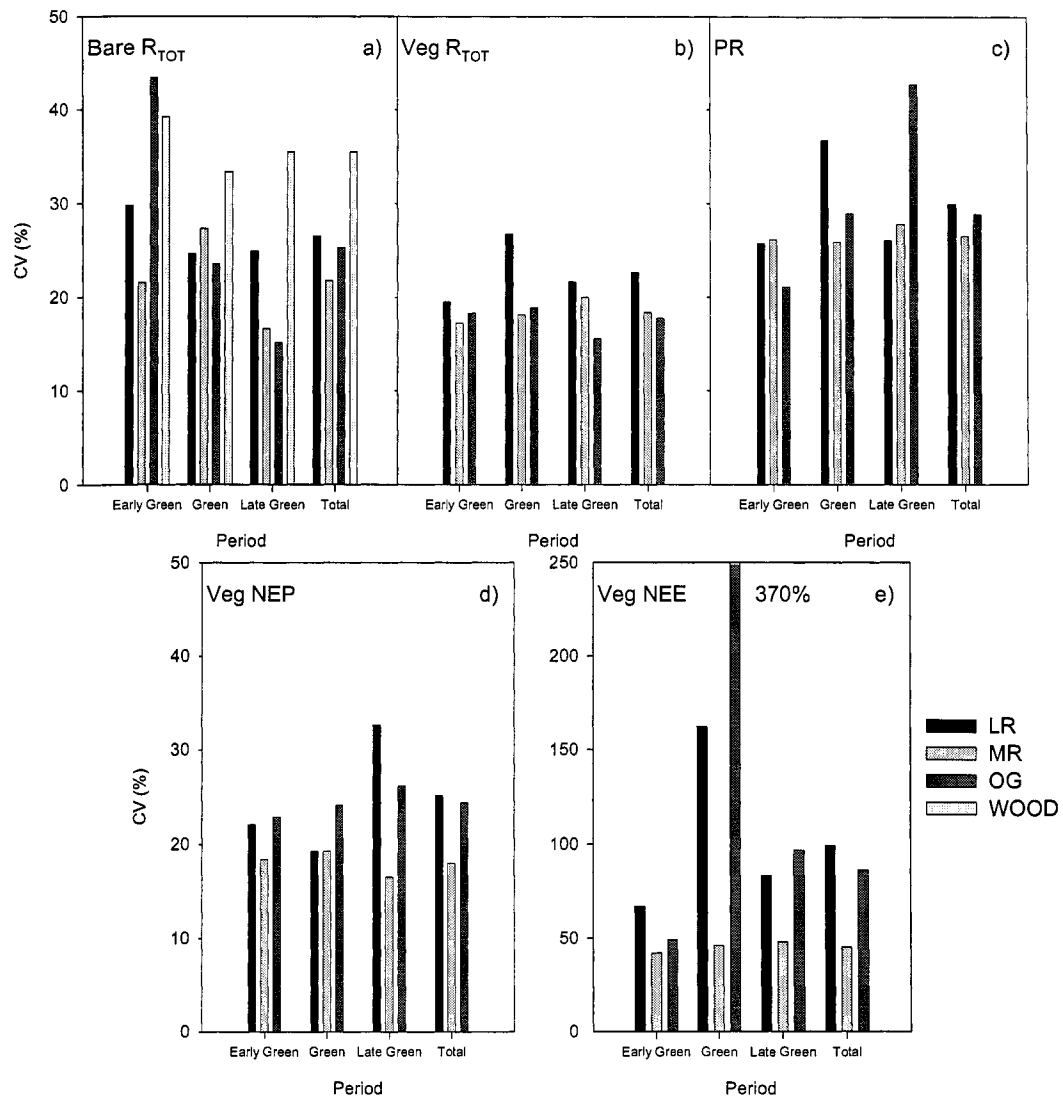 Bare RTOT a)
Veg RTOT b)
PR c)
50
40
30
20
10
0
CV (%)
Early Green Green Late Green Total
Early Green Green Late Green Total
Early Green Green Late Green Total
Period
Period
Period
Veg NEP d)
50
40
30
20
10
0
CV (%)
Early Green Green Late Green Total
Period
Veg NEE 370% e)
250
200
150
100
50
0
Early Green Green Late Green Total
Period
LR
MR
OG
WOOD